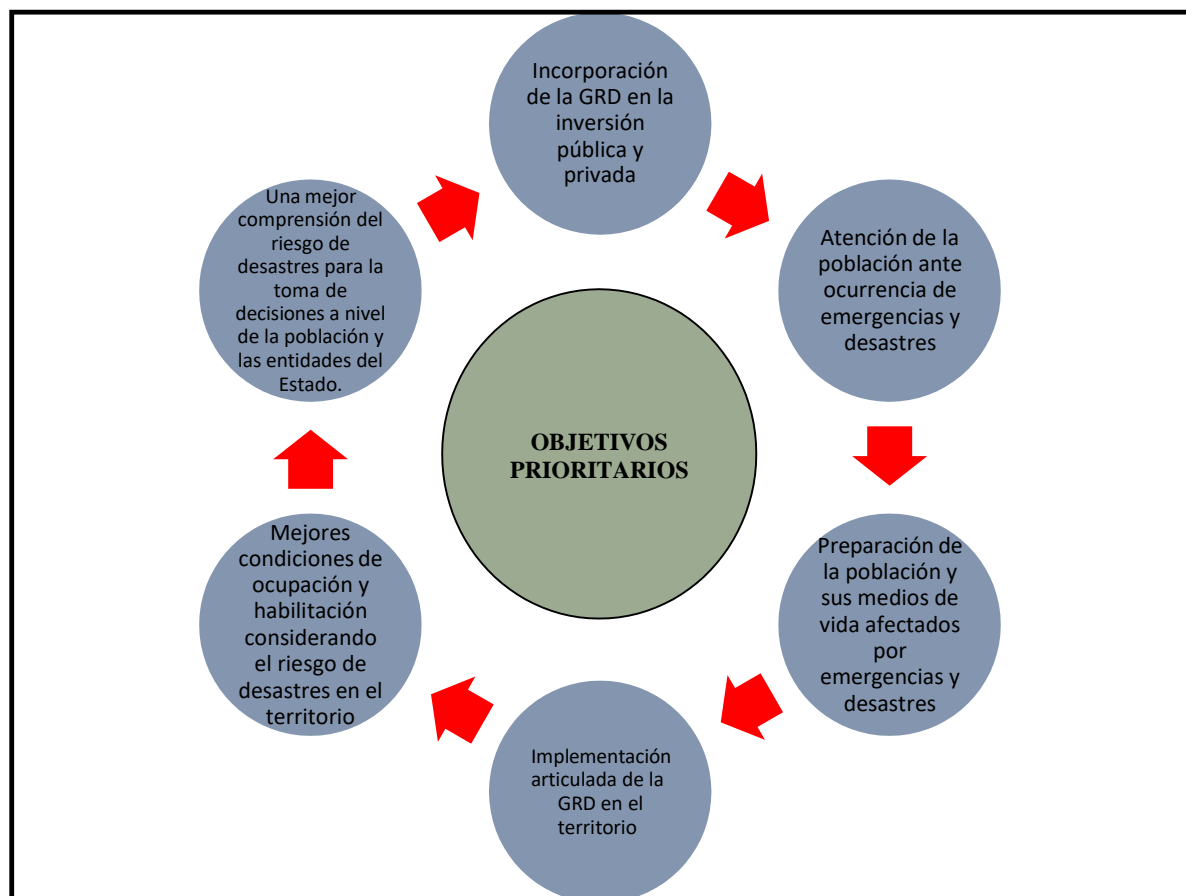 Incorporación
de la GRD en la
inversión
pública y
privada
Atención de la
población ante
ocurrencia de
emergencias y
desastres
Preparación de
la población y
sus medios de
vida afectados
por
emergencias y
desastres
Implementación
articulada de la
GRD en el
territorio
Mejores
condiciones de
ocupación y
habilitación
considerando
el riesgo de
desastres en el
territorio
Una mejor
comprensión del
riesgo de
desastres para la
toma de
decisiones a nivel
de la población y
las entidades del
Estado.
OBJETIVOS
PRIORITARIOS